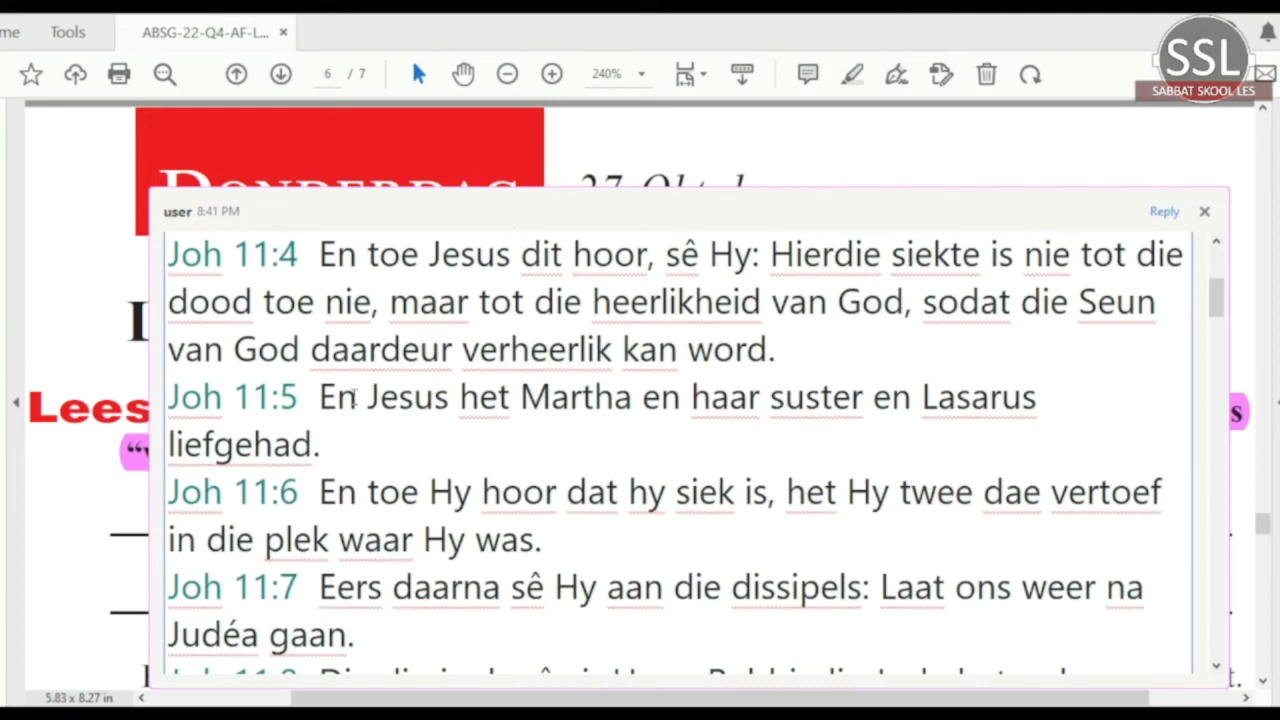 me Tools ABSG-22-Q4-AF-L... ×
SSL
SABBAT SKOOL LES
6 / 7 240%
DONDERDAG
user 8:41 PM Reply
Joh 11:4 En toe Jesus dit hoor, sê Hy: Hierdie siekte is nie tot die
dood toe nie, maar tot die heerlikheid van God, sodat die Seun
van God daardeur verheerlik kan word.
Joh 11:5 En Jesus het Martha en haar suster en Lasarus
liefgehad.
Joh 11:6 En toe Hy hoor dat hy siek is, het Hy twee dae vertoef
in die plek waar Hy was.
Joh 11:7 Eers daarna sê Hy aan die dissipels: Laat ons weer na
Judéa gaan.
Lees
5.83 x 8.27 in